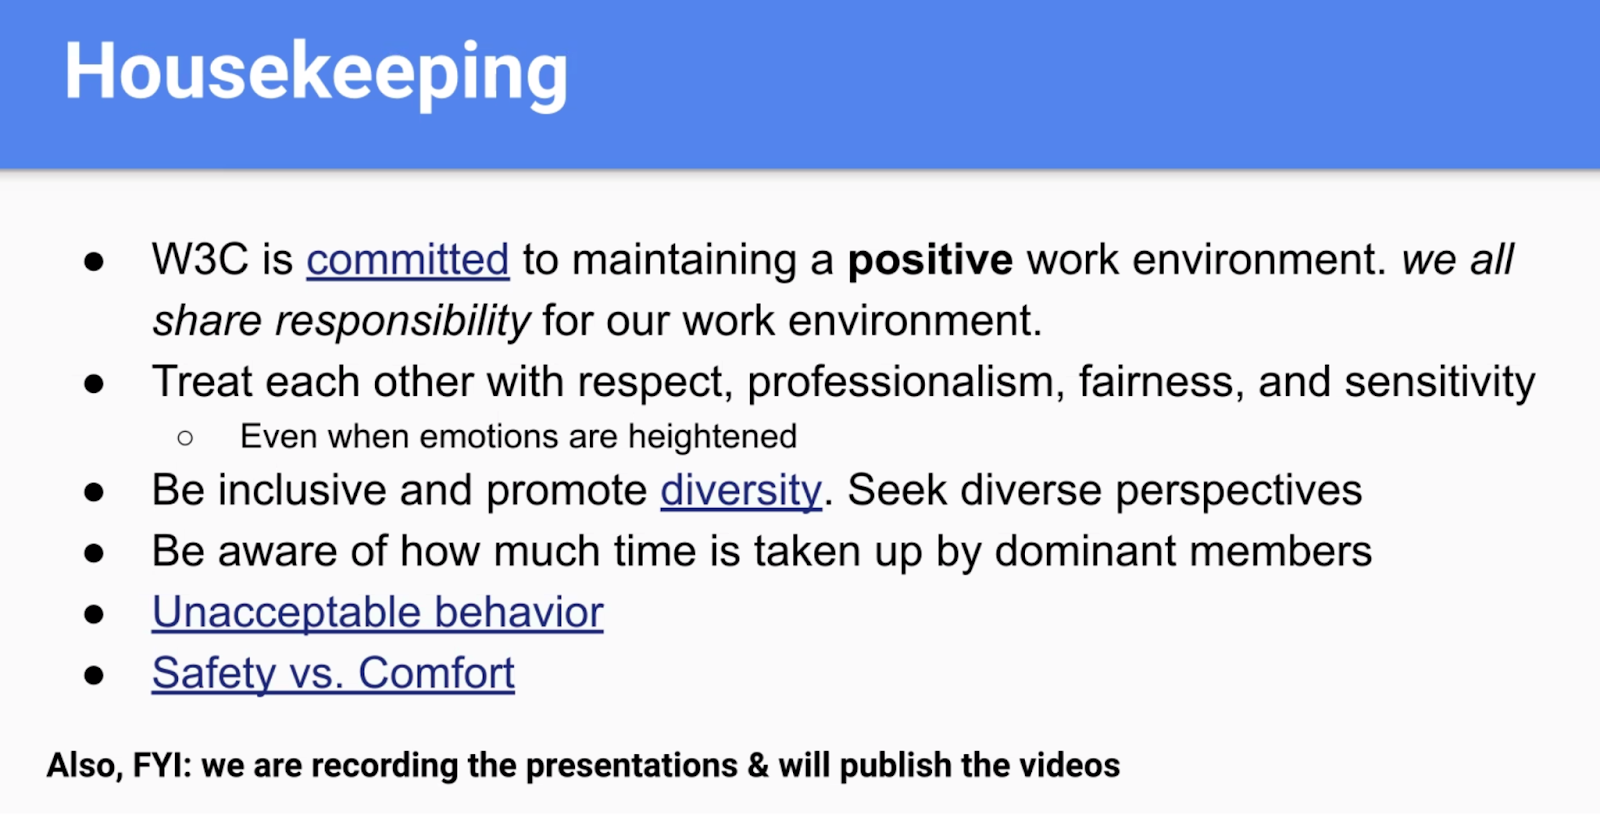 Housekeeping
● W3C is committed to maintaining a positive work environment. we all
share responsibility for our work environment.
● Treat each other with respect, professionalism, fairness, and sensitivity
○ Even when emotions are heightened
● Be inclusive and promote diversity. Seek diverse perspectives
● Be aware of how much time is taken up by dominant members
● Unacceptable behavior
● Safety vs. Comfort
Also, FYI: we are recording the presentations & will publish the videos